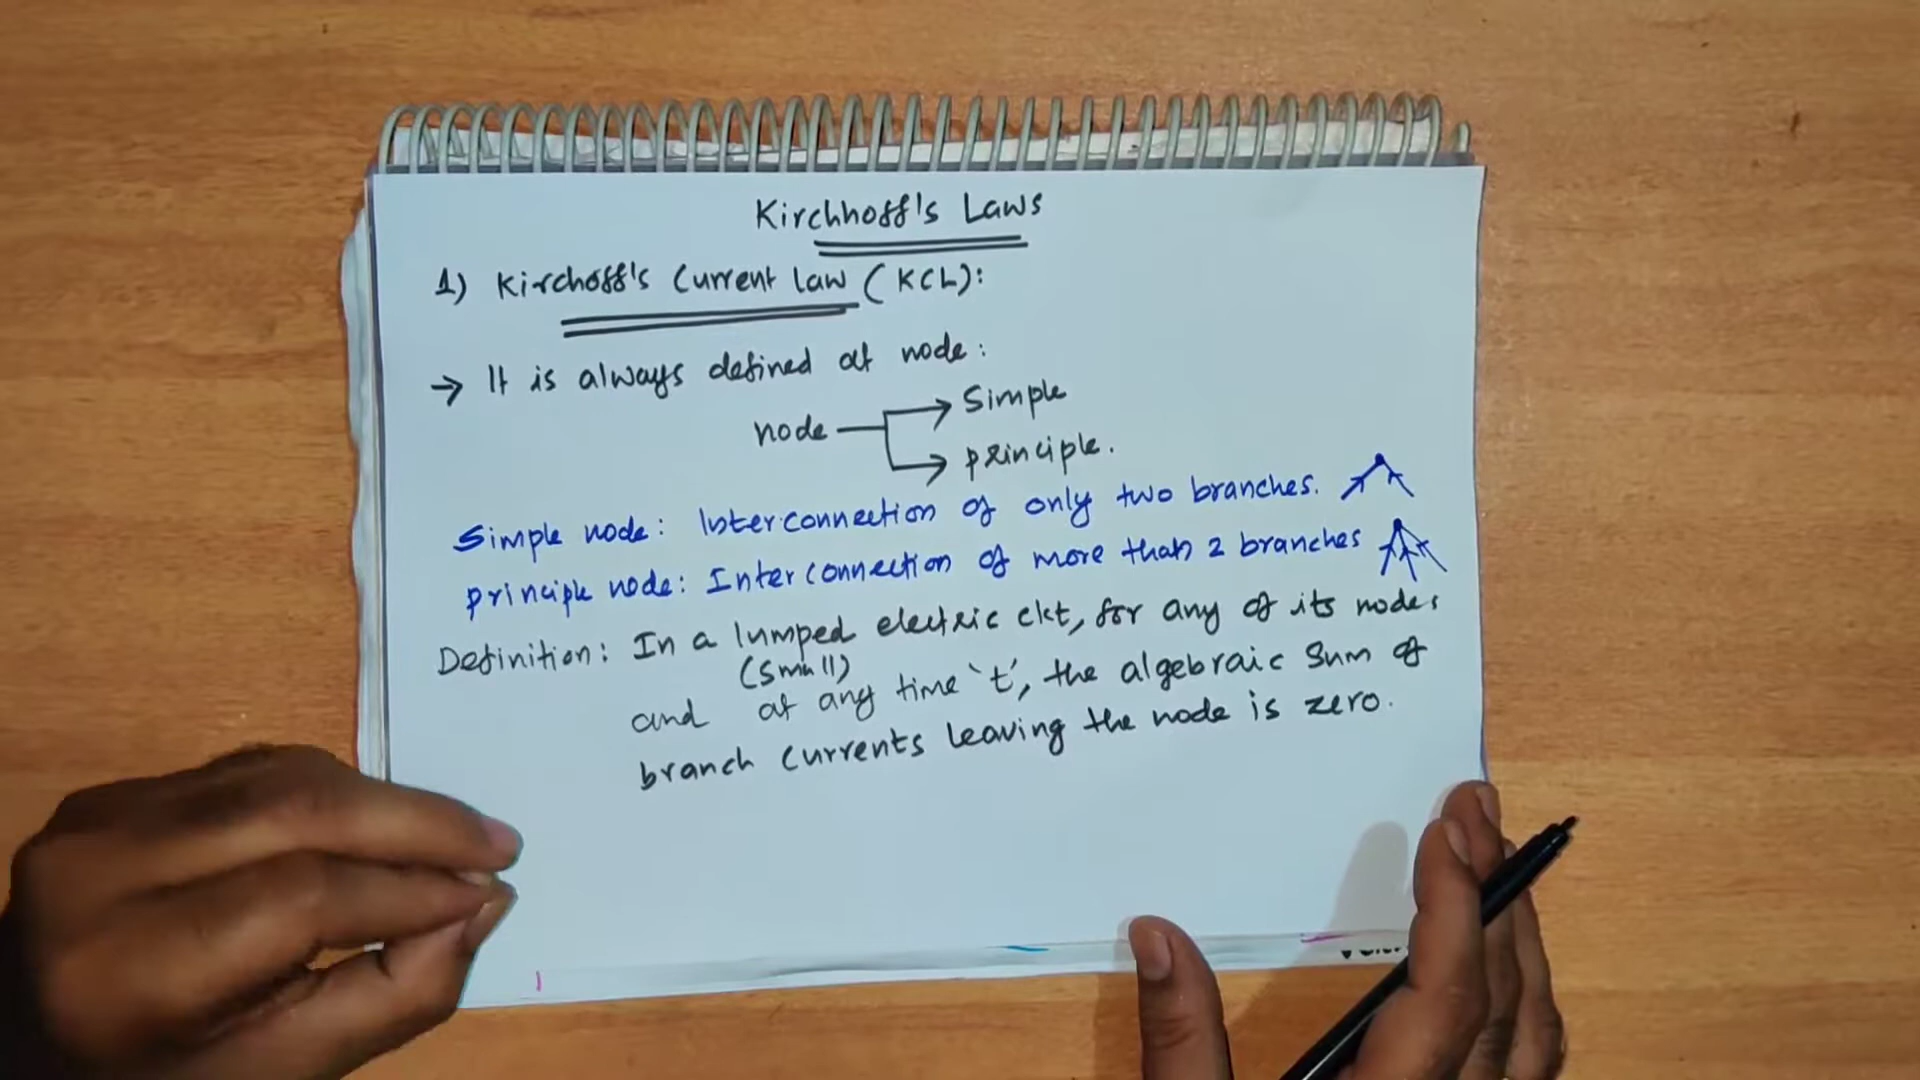 Kirchhoff's Laws
1) Kirchoff's Current law (KCL):
→ It is always defined at node:
node
Simple
principle.
Simple node: Interconnection of only two branches.
principle node: Interconnection of more than 2 branches
Definition: In a lumped electric ckt, for any of its nodes
(Small)
and at any time 't', the algebraic sum of
branch currents leaving the node is zero.